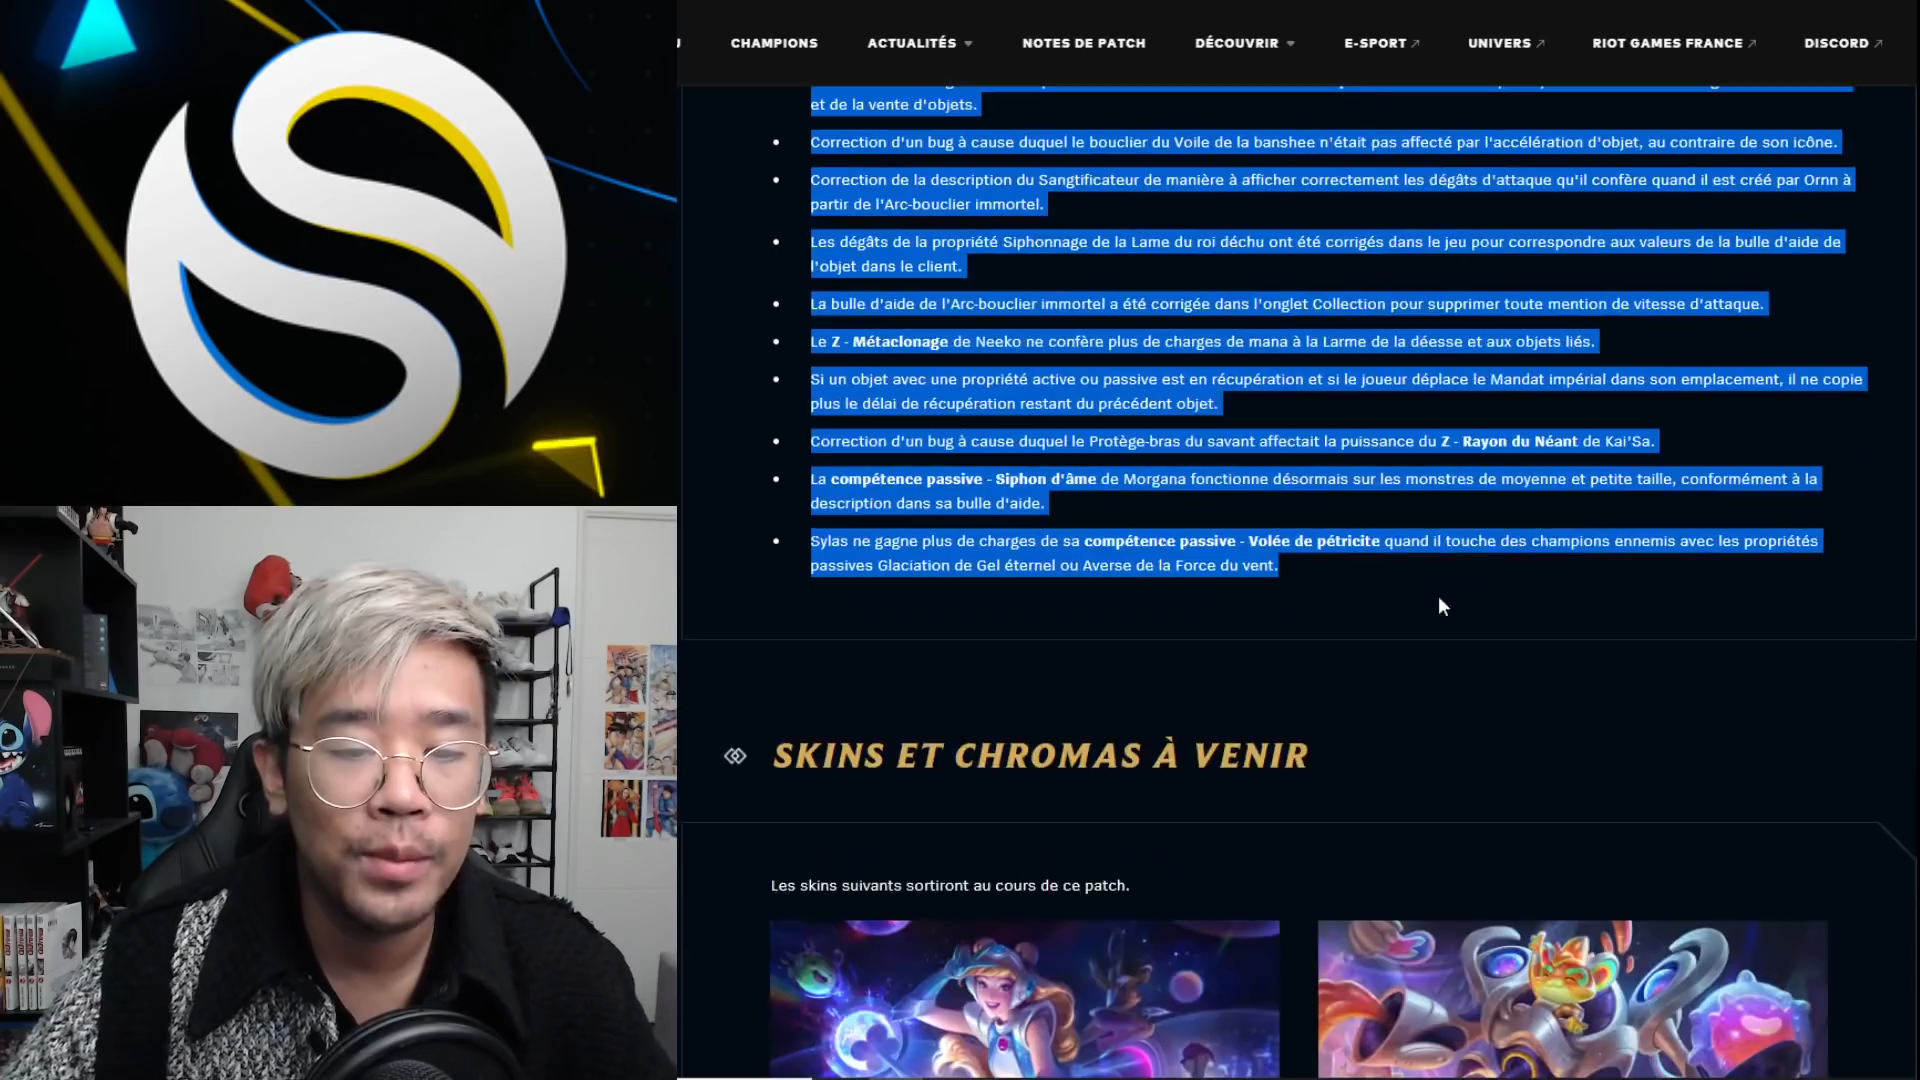 CHAMPIONS ACTUALITÉS NOTES DE PATCH DÉCOUVRIR E-SPORT UNIVERS RIOT GAMES FRANCE DISCORD
et de la vente d'objets.
• Correction d'un bug à cause duquel le bouclier du Voile de la banshee n'était pas affecté par l'accélération d'objet, au contraire de son icône.
• Correction de la description du Sangtificateur de manière à afficher correctement les dégâts d'attaque qu'il confère quand il est créé par Ornn à
partir de l'Arc-bouclier immortel.
• Les dégâts de la propriété Siphonnage de la Lame du roi déchu ont été corrigés dans le jeu pour correspondre aux valeurs de la bulle d'aide de
l'objet dans le client.
• La bulle d'aide de l'Arc-bouclier immortel a été corrigée dans l'onglet Collection pour supprimer toute mention de vitesse d'attaque.
• Le Z - Métaclonage de Neeko ne confère plus de charges de mana à la Larme de la déesse et aux objets liés.
• Si un objet avec une propriété active ou passive est en récupération et si le joueur déplace le Mandat impérial dans son emplacement, il ne copie
plus le délai de récupération restant du précédent objet.
• Correction d'un bug à cause duquel le Protège-bras du savant affectait la puissance du Z - Rayon du Néant de Kai'Sa.
• La compétence passive - Siphon d'âme de Morgana fonctionne désormais sur les monstres de moyenne et petite taille, conformément à la
description dans sa bulle d'aide.
• Sylas ne gagne plus de charges de sa compétence passive - Volée de pétricite quand il touche des champions ennemis avec les propriétés
passives Glaciation de Gel éternel ou Averse de la Force du vent.
SKINS ET CHROMAS À VENIR
Les skins suivants sortiront au cours de ce patch.